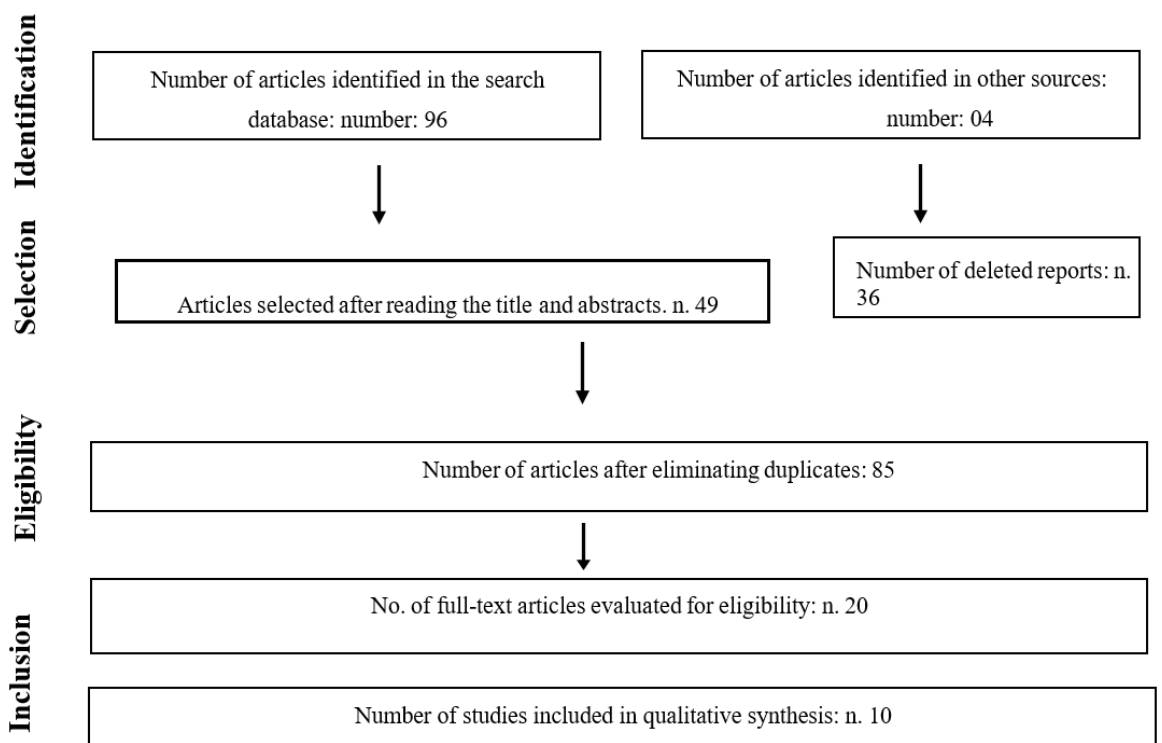 Identification
Number of articles identified in the search
database: number: 96
Number of articles identified in other sources:
number: 04
Selection
Articles selected after reading the title and abstracts. n. 49
Number of deleted reports: n.
36
Eligibility
Number of articles after eliminating duplicates: 85
Inclusion
No. of full-text articles evaluated for eligibility: n. 20
Number of studies included in qualitative synthesis: n. 10